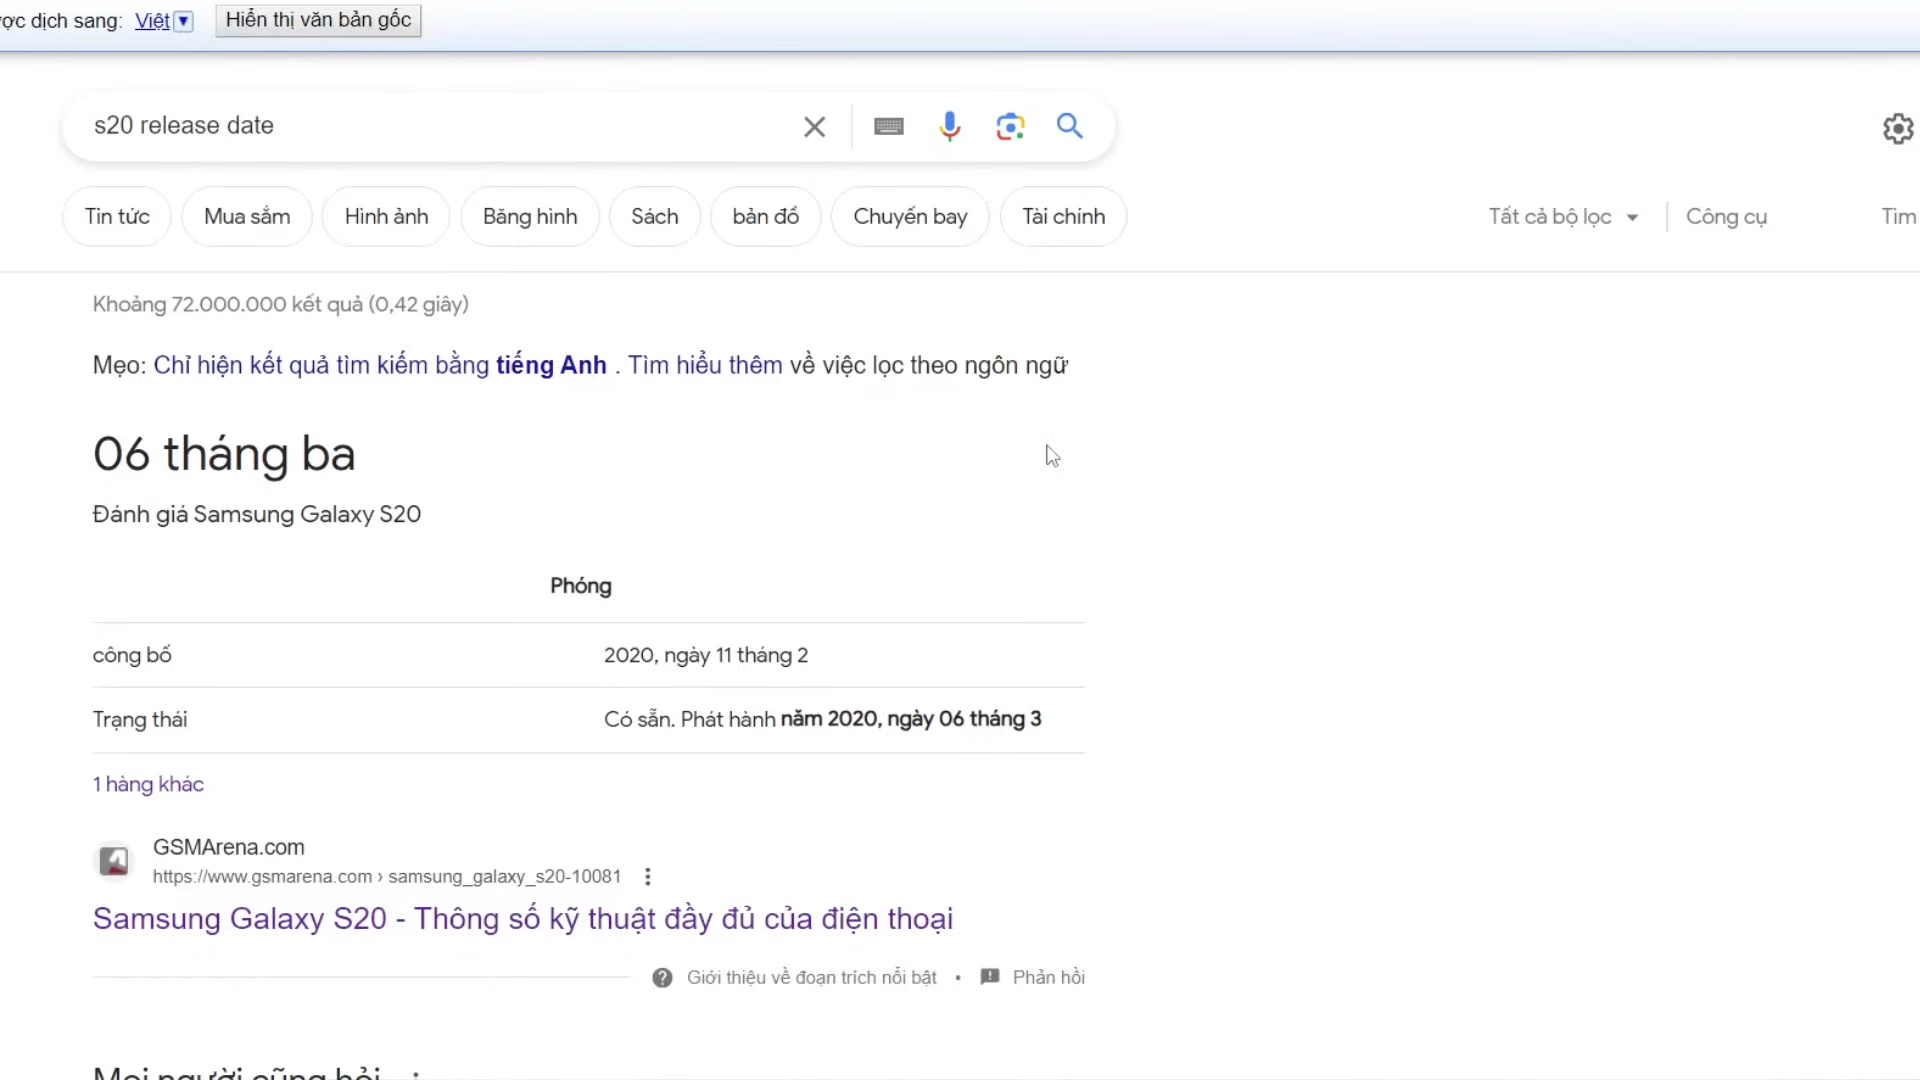 dịch sang: Việt ▼ Hiển thị văn bản gốc
s20 release date
Tin tức Mua sắm Hình ảnh Băng hình Sách bản đồ Chuyến bay Tài chính Tất cả bộ lọc Công cụ Tìm
Khoảng 72.000.000 kết quả (0,42 giây)
Mẹo: Chỉ hiện kết quả tìm kiếm bằng tiếng Anh . Tìm hiểu thêm về việc lọc theo ngôn ngữ
06 tháng ba
Đánh giá Samsung Galaxy S20
Phóng
công bố 2020, ngày 11 tháng 2
Trạng thái Có sẵn. Phát hành năm 2020, ngày 06 tháng 3
1 hàng khác
GSMArena.com
https://www.gsmarena.com › samsung_galaxy_s20-10081
Samsung Galaxy S20 - Thông số kỹ thuật đầy đủ của điện thoại
Giới thiệu về đoạn trích nổi bật • Phản hồi
Mọi người cũng hỏi